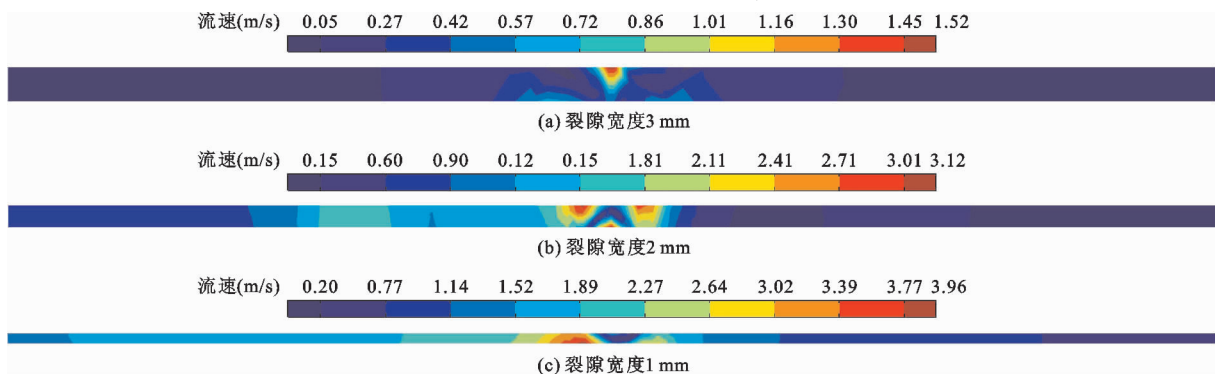 流速(m/s) 0.05 0.27 0.42 0.57 0.72 0.86 1.01 1.16 1.30 1.45 1.52
(a) 裂隙宽度3 mm
流速(m/s) 0.15 0.60 0.90 0.12 0.15 1.81 2.11 2.41 2.71 3.01 3.12
(b) 裂隙宽度2 mm
流速(m/s) 0.20 0.77 1.14 1.52 1.89 2.27 2.64 3.02 3.39 3.77 3.96
(c) 裂隙宽度1 mm